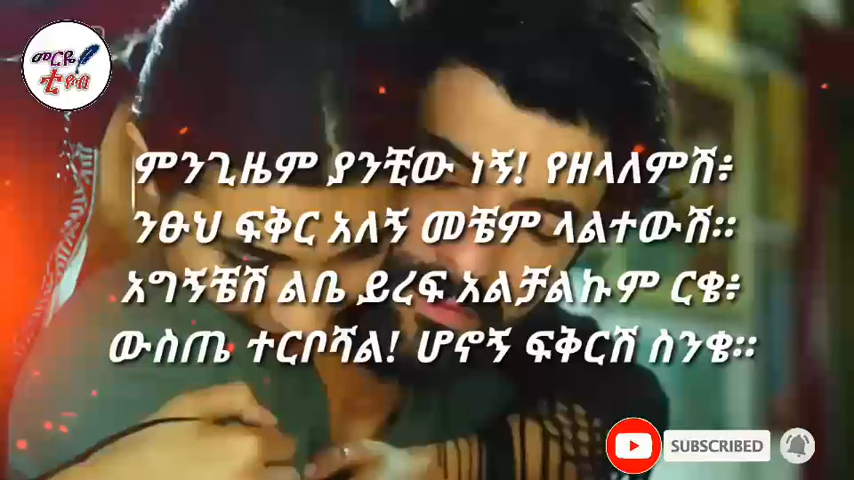 መርዬ
ቲዩብ
ምንጊዜም ያንቺው ነኝ! የዘላለምሽ፥
ንፁህ ፍቅር አለኝ መቼም ላልተውሽ።
አግኝቼሽ ልቤ ይረፍ አልቻልኩም ርቄ፥
ውስጤ ተርቦሻል! ሆኖኝ ፍቅርሽ ስንቄ።
SUBSCRIBED